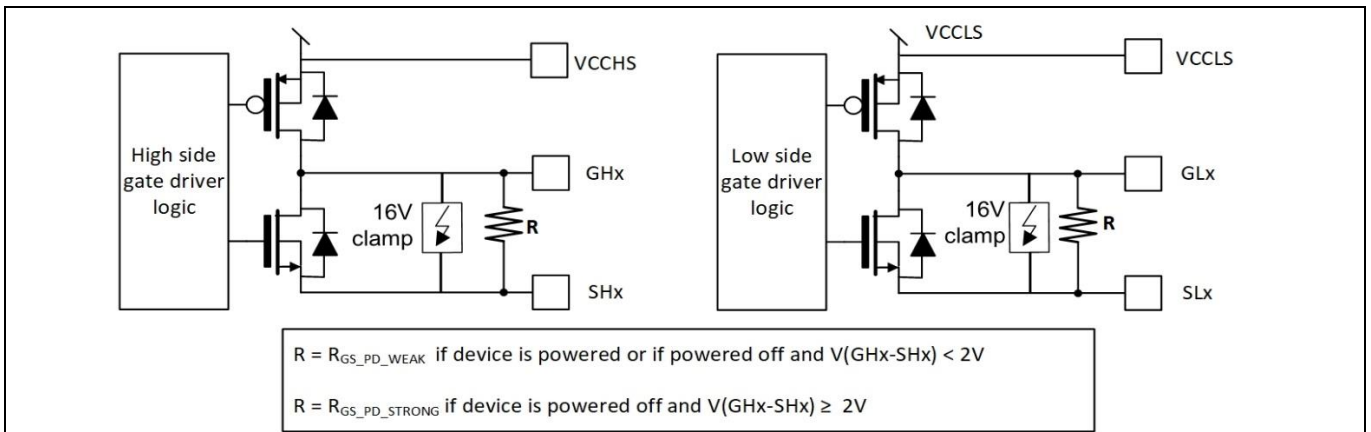 VCCHS
High side
gate driver
logic
GHx
16V
clamp
R
SHx
VCCLS
VCCLS
Low side
gate driver
logic
GLx
16V
clamp
R
SLx
R = RGS_PD_WEAK if device is powered or if powered off and V(GHx-SHx) < 2V
R = RGS_PD_STRONG if device is powered off and V(GHx-SHx) ≥ 2V